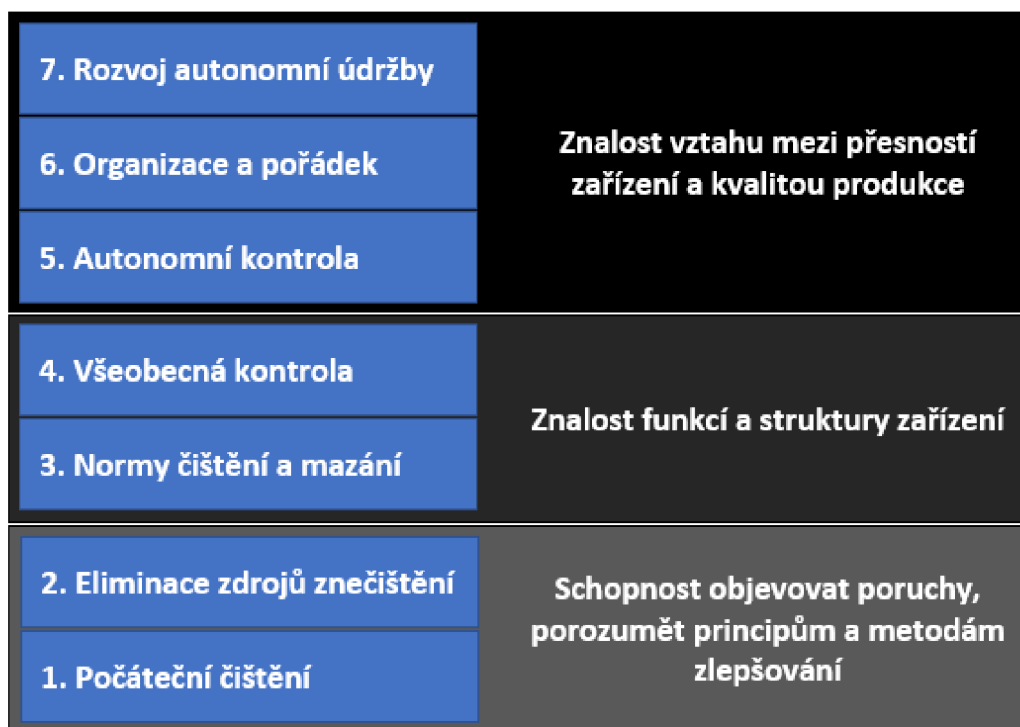 7. Rozvoj autonomní údržby
6. Organizace a pořádek
5. Autonomní kontrola
Znalost vztahu mezi přesností
zařízení a kvalitou produkce
4. Všeobecná kontrola
3. Normy čištění a mazání
Znalost funkcí a struktury zařízení
2. Eliminace zdrojů znečištění
1. Počáteční čištění
Schopnost objevovat poruchy,
porozumět principům a metodám
zlepšování